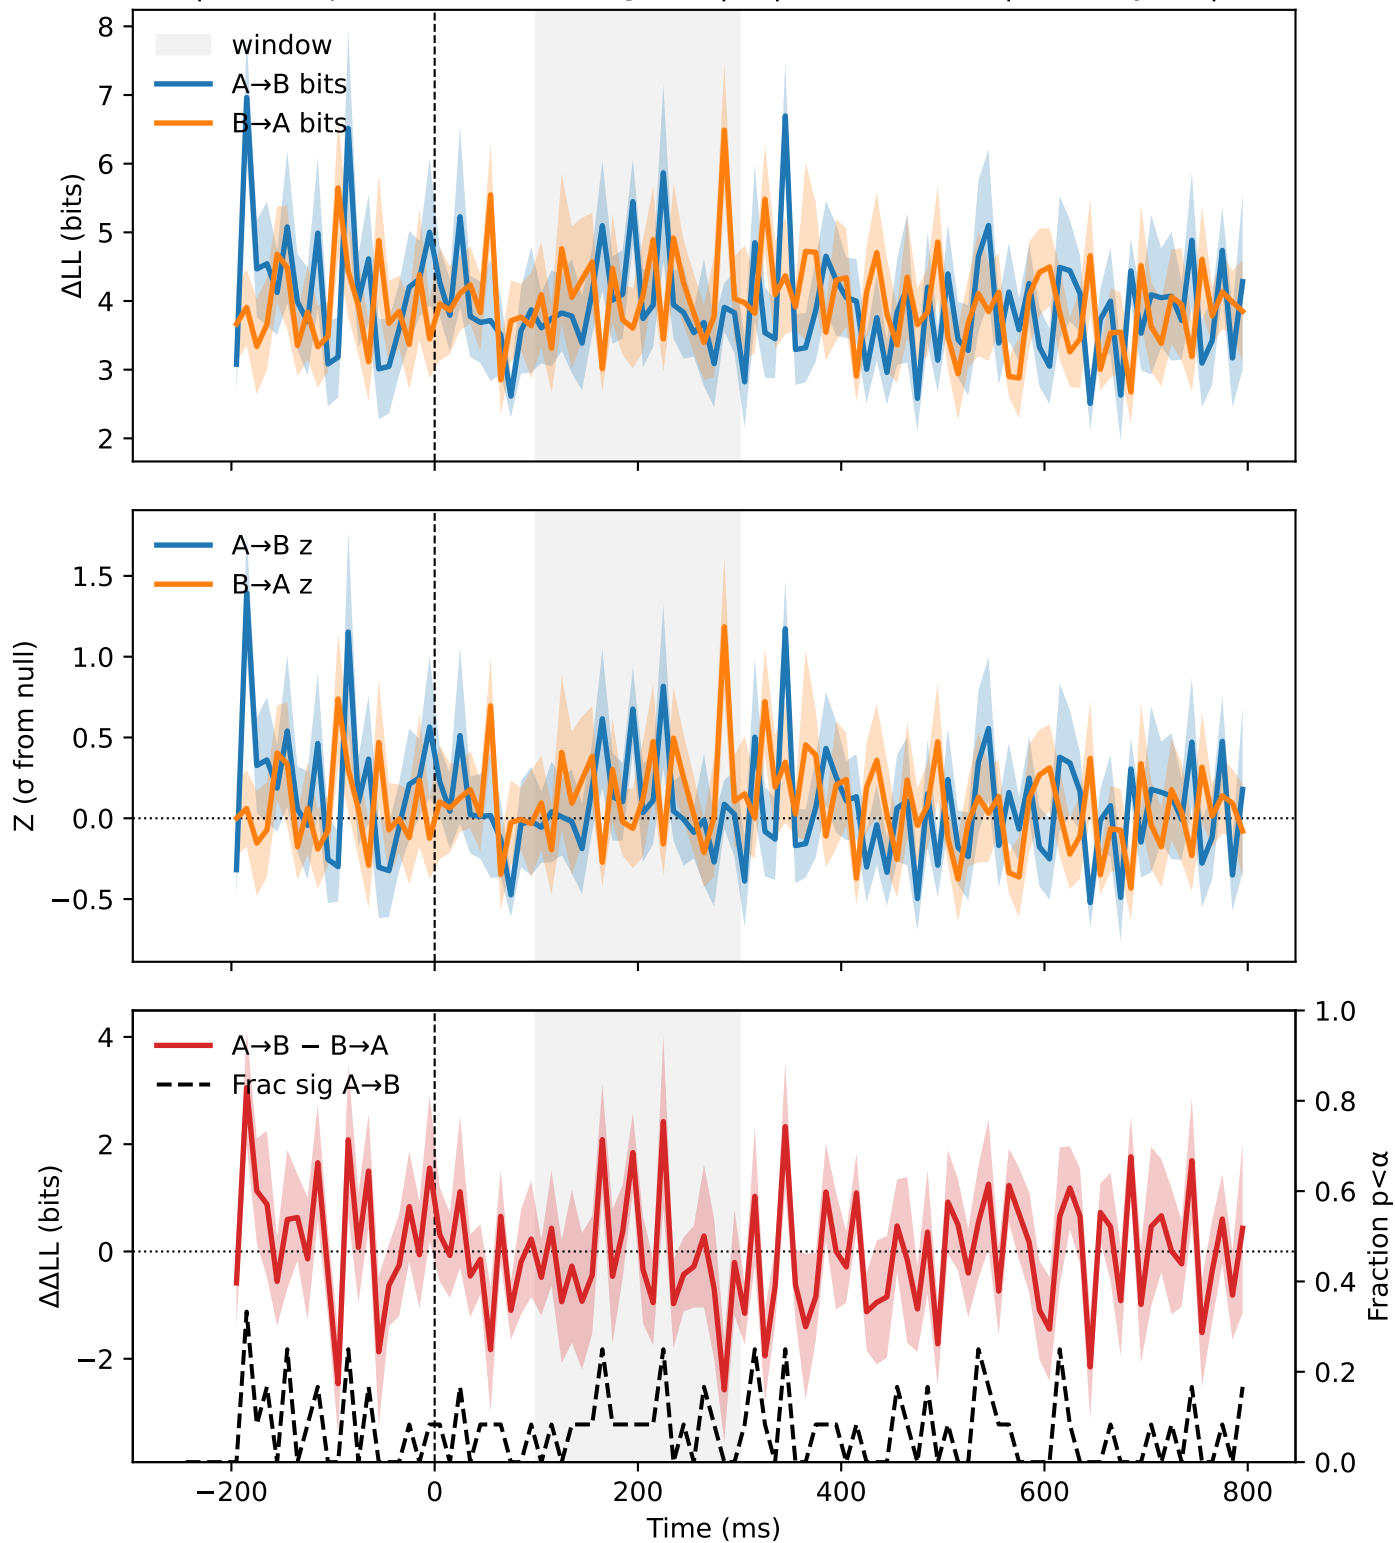 8
7
6
5
4
3
2
ΔLL (bits)
window
A→B bits
B→A bits
1.5
1.0
0.5
0.0
−0.5
Z (σ from null)
A→B z
B→A z
4
2
0
−2
ΔΔLL (bits)
A→B − B→A
Frac sig A→B
1.0
0.8
0.6
0.4
0.2
0.0
Fraction p<α
−200
0
200
400
600
800
Time (ms)